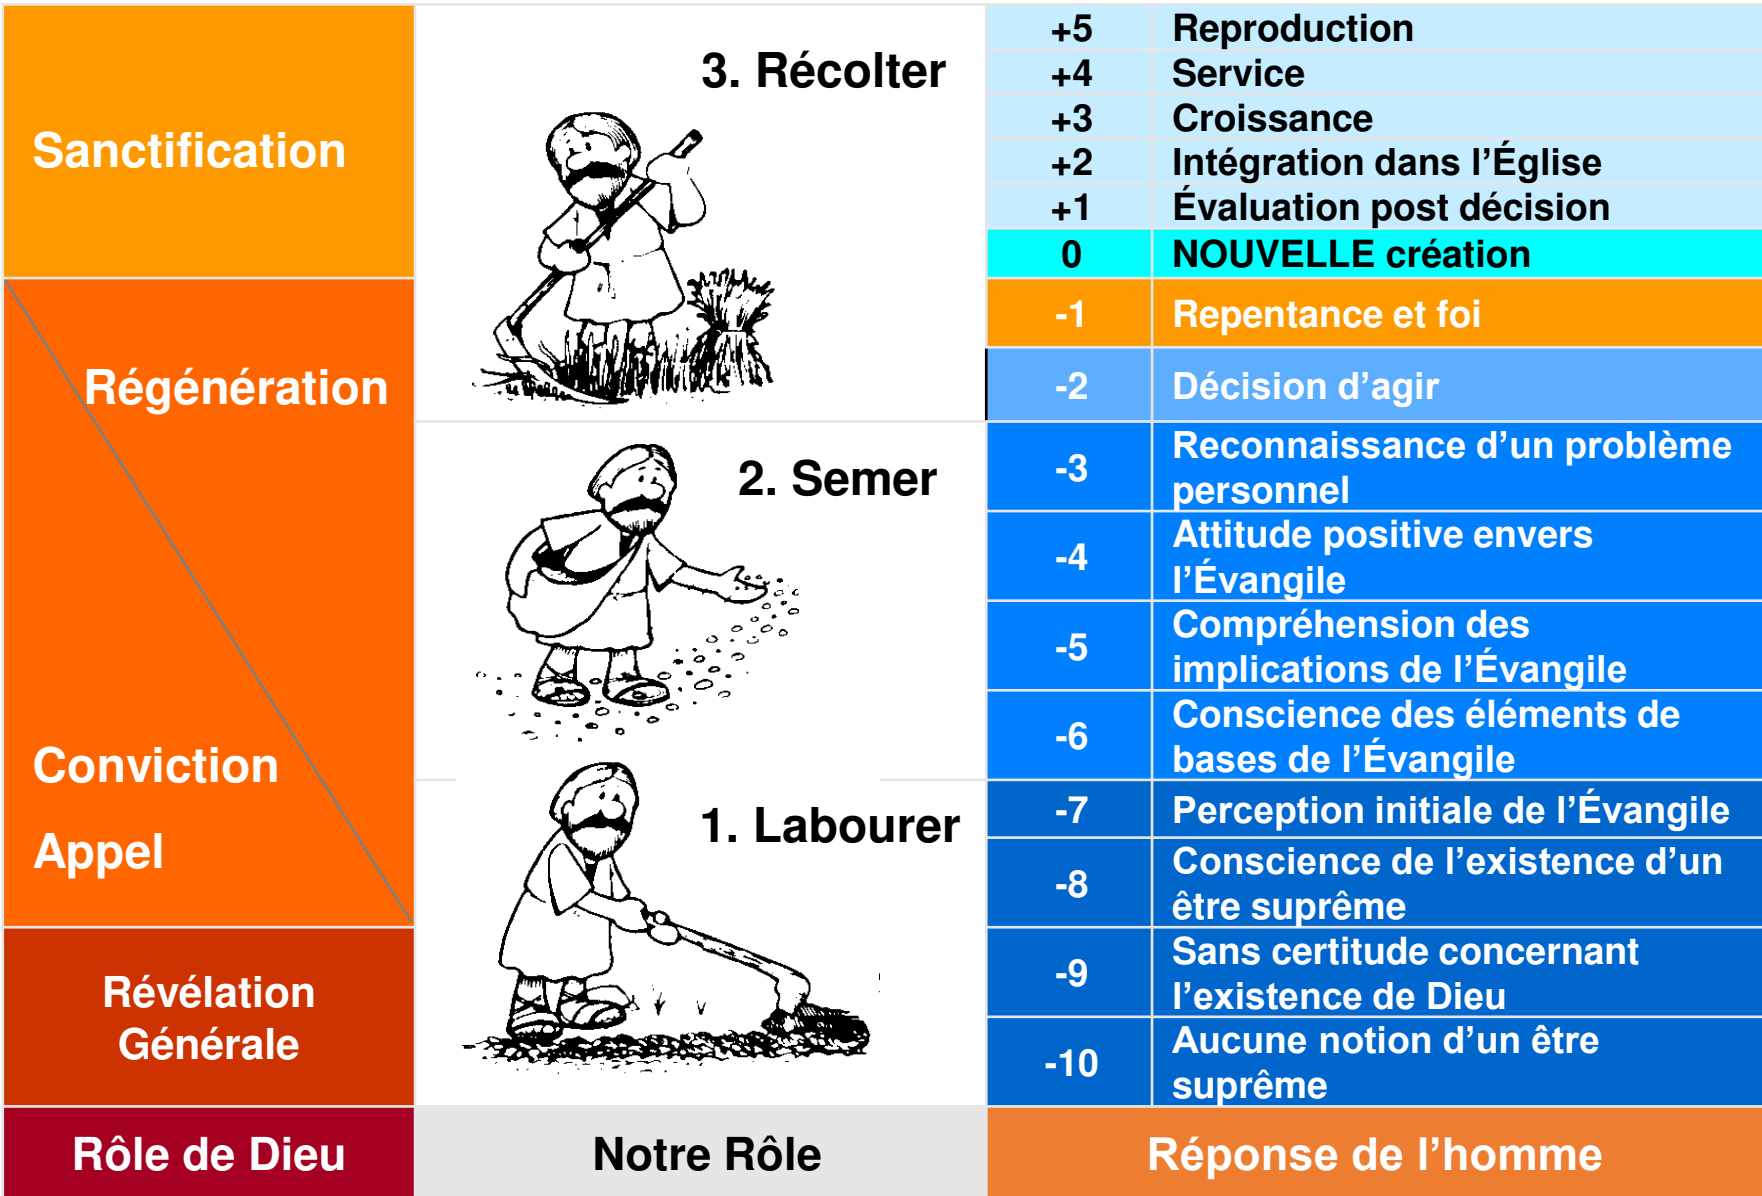 Sanctification
Régénération
Conviction
Appel
Révélation
Générale
Rôle de Dieu
3. Récolter
2. Semer
1. Labourer
Notre Rôle
+5 Reproduction
+4 Service
+3 Croissance
+2 Intégration dans l’Église
+1 Évaluation post décision
0 NOUVELLE création
-1 Repentance et foi
-2 Décision d’agir
-3 Reconnaissance d’un problème
personnel
-4 Attitude positive envers
l’Évangile
-5 Compréhension des
implications de l’Évangile
-6 Conscience des éléments de
bases de l’Évangile
-7 Perception initiale de l’Évangile
-8 Conscience de l’existence d’un
être suprême
-9 Sans certitude concernant
l’existence de Dieu
-10 Aucune notion d’un être
suprême
Réponse de l’homme